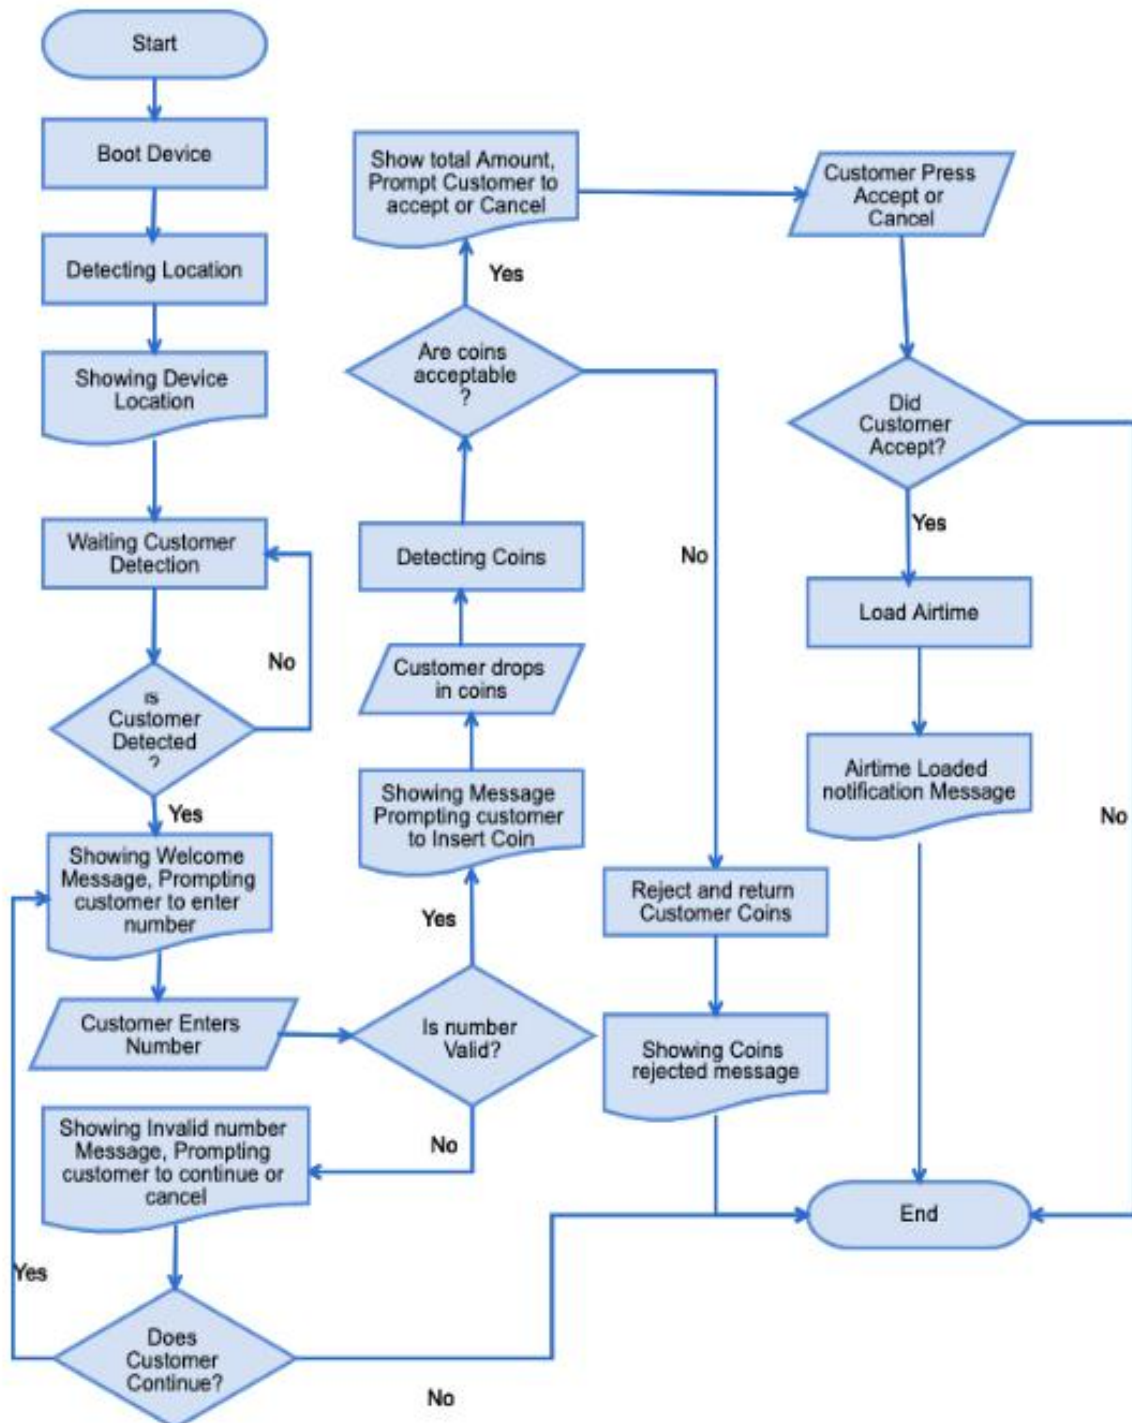 Start
Boot Device
Detecting Location
Showing Device
Location
Waiting Customer
Detection
No
Is
Customer
Detected
?
Yes
Showing Welcome
Message, Prompting
customer to enter
number
Customer Enters
Number
Is number
Valid?
No
Showing Invalid number
Message, Prompting
customer to continue or
cancel
Yes
Does
Customer
Continue?
No
Yes
Showing Message
Prompting customer
to Insert Coin
Customer drops
in coins
Detecting Coins
Are coins
acceptable
?
Yes
Show total Amount,
Prompt Customer to
accept or Cancel
No
Reject and return
Customer Coins
Showing Coins
rejected message
Customer Press
Accept or
Cancel
Did
Customer
Accept?
Yes
Load Airtime
Airtime Loaded
notification Message
No
End